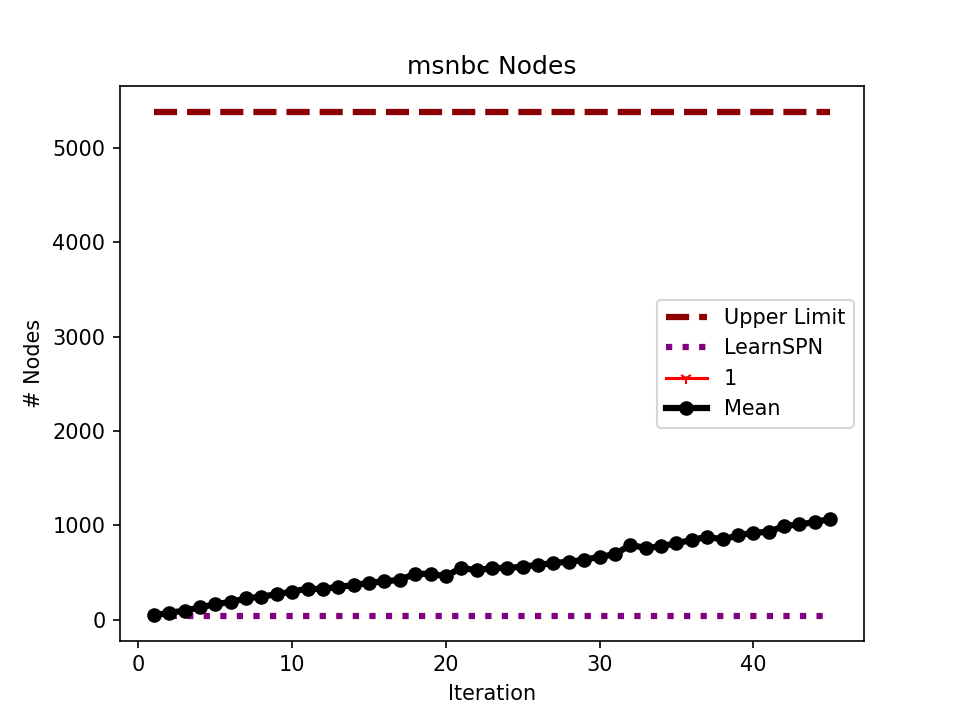 msnbc Nodes
5000
4000
3000
2000
1000
0
# Nodes
Upper Limit
LearnSPN
1
Mean
0 10 20 30 40
Iteration